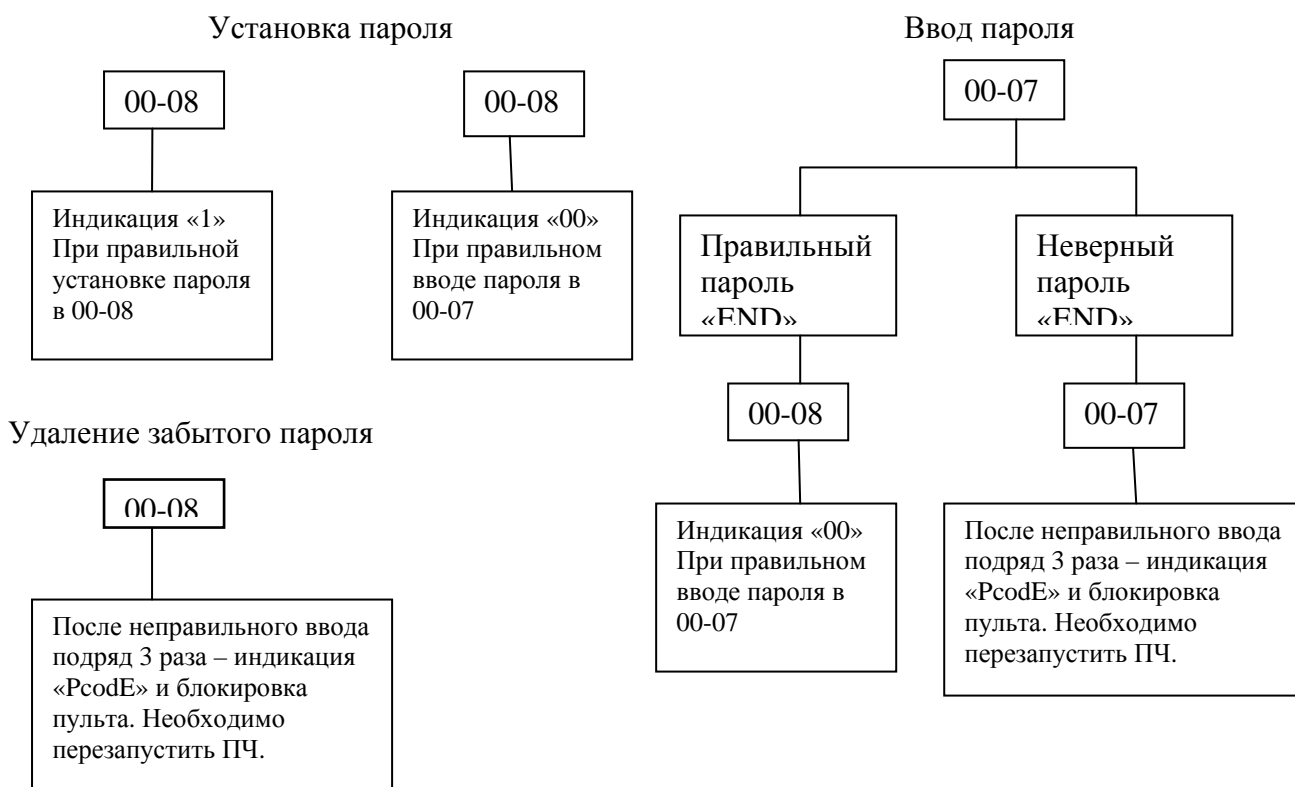 Установка пароля
00-08
Индикация «1»
При правильной
установке пароля
в 00-08
00-08
Индикация «00»
При правильном
вводе пароля в
00-07
Ввод пароля
00-07
Правильный
пароль
«END»
Неверный
пароль
«END»
00-08
00-07
Индикация «00»
При правильном
вводе пароля в
00-07
После неправильного ввода
подряд 3 раза – индикация
«PcodE» и блокировка
пульта. Необходимо
перезапустить ПЧ.
Удаление забытого пароля
00-08
После неправильного ввода
подряд 3 раза – индикация
«PcodE» и блокировка
пульта. Необходимо
перезапустить ПЧ.